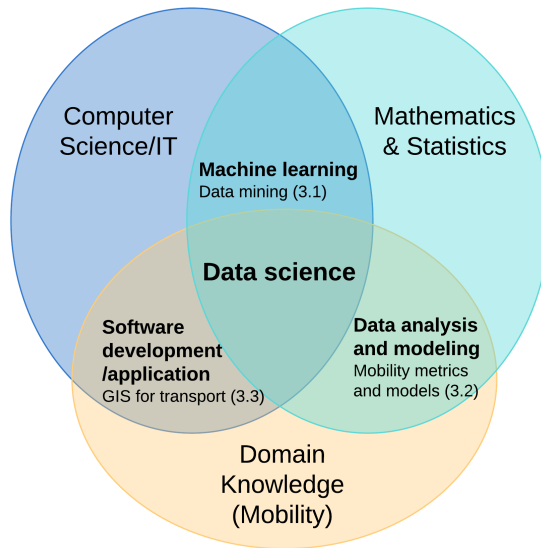 Computer
Science/IT
Mathematics
& Statistics
Machine learning
Data mining (3.1)
Data science
Software
development
/application
GIS for transport (3.3)
Data analysis
and modeling
Mobility metrics
and models (3.2)
Domain
Knowledge
(Mobility)